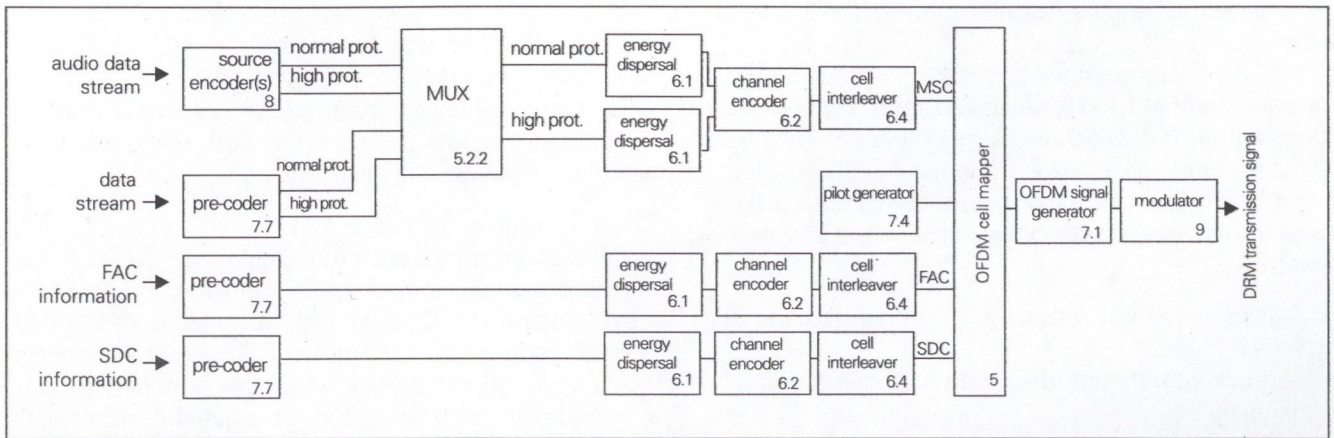 audio data
stream
source
encoder(s)
8
normal prot.
high prot.
MUX
5.2.2
normal prot.
high prot.
energy
dispersal
6.1
energy
dispersal
6.1
channel
encoder
6.2
cell
interleaver
6.4
MSC
data
stream
pre-coder
7.7
normal prot.
high prot.
pilot generator
7.4
OFDM cell mapper
5
OFDM signal
generator
7.1
modulator
9
DRM transmission signal
FAC
information
pre-coder
7.7
energy
dispersal
6.1
channel
encoder
6.2
cell
interleaver
6.4
FAC
SDC
information
pre-coder
7.7
energy
dispersal
6.1
channel
encoder
6.2
cell
interleaver
6.4
SDC